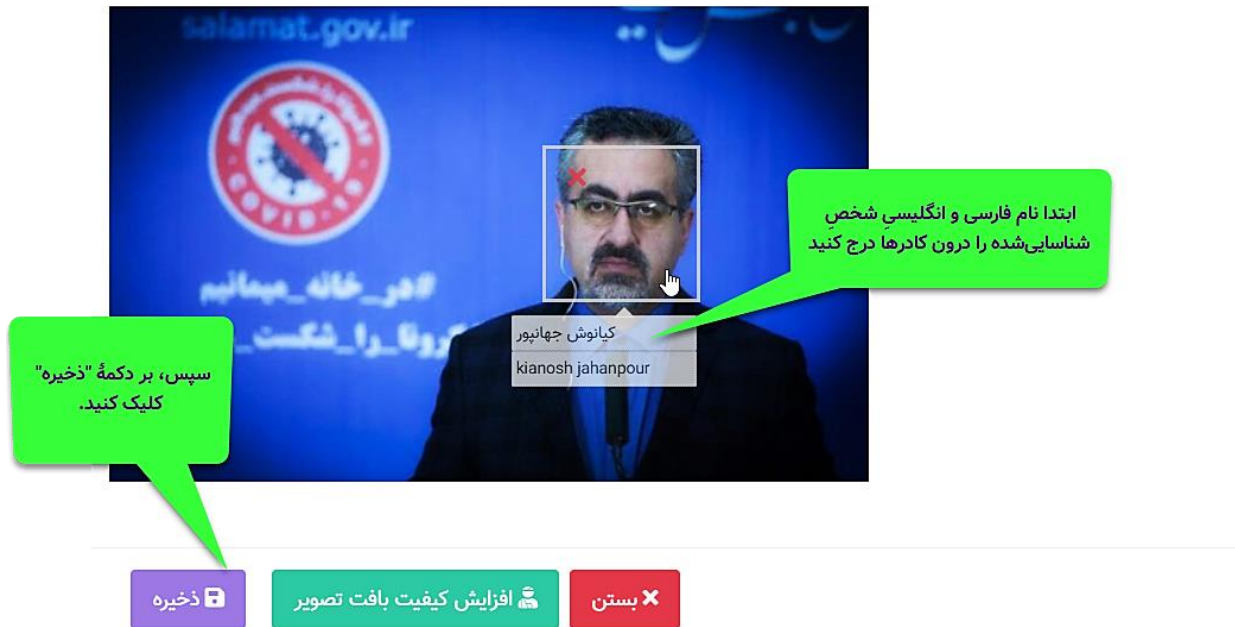 salamat.gov.ir
COVID-19
#در_خانه_میمانیم
کرونا_را_شکست_
ابتدا نام فارسی و انگلیسیِ شخصِ
شناسایی‌شده را درون کادرها درج کنید
کیانوش جهانپور
kianosh jahanpour
سپس، بر دکمهٔ "ذخیره"
کلیک کنید.
بستن
افزایش کیفیت بافت تصویر
ذخیره